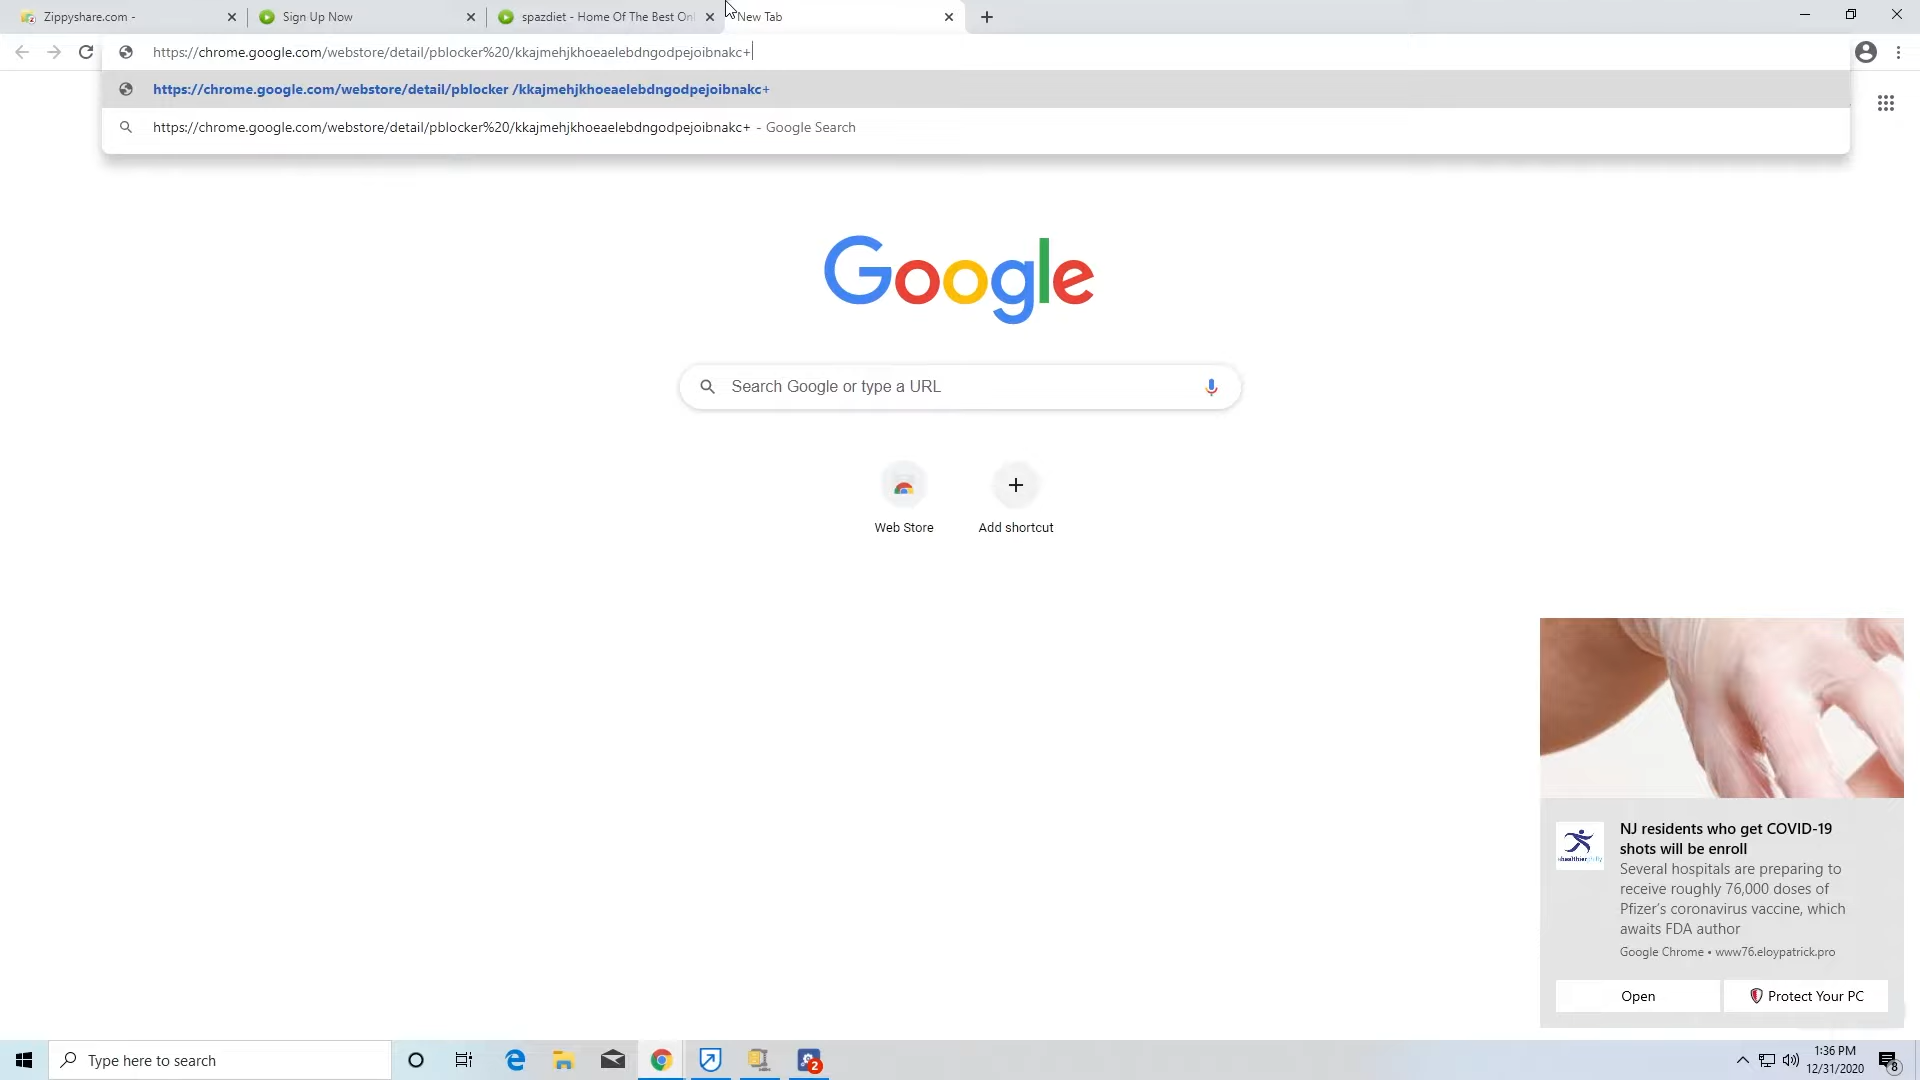 Zippyshare.com -
Sign Up Now
spazdiet - Home Of The Best Onl
New Tab
https://chrome.google.com/webstore/detail/pblocker%20/kkajmehjkhoeaelebdngodpejoibnakc+
https://chrome.google.com/webstore/detail/pblocker /kkajmehjkhoeaelebdngodpejoibnakc+
https://chrome.google.com/webstore/detail/pblocker%20/kkajmehjkhoeaelebdngodpejoibnakc+ - Google Search
Google
Search Google or type a URL
Web Store
Add shortcut
NJ residents who get COVID-19
shots will be enroll
Several hospitals are preparing to
receive roughly 76,000 doses of
Pfizer’s coronavirus vaccine, which
awaits FDA author
Google Chrome • www76.eloypatrick.pro
Open
Protect Your PC
Type here to search
2
1:36 PM
12/31/2020
8